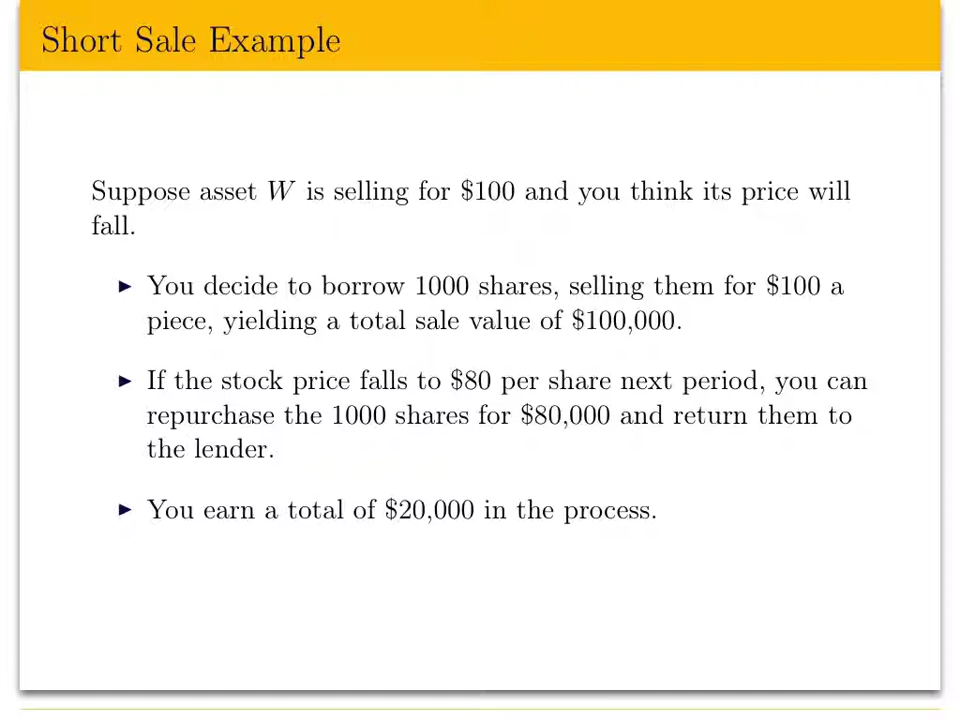 Short Sale Example
Suppose asset W is selling for $100 and you think its price will
fall.
▶ You decide to borrow 1000 shares, selling them for $100 a
piece, yielding a total sale value of $100,000.
▶ If the stock price falls to $80 per share next period, you can
repurchase the 1000 shares for $80,000 and return them to
the lender.
▶ You earn a total of $20,000 in the process.